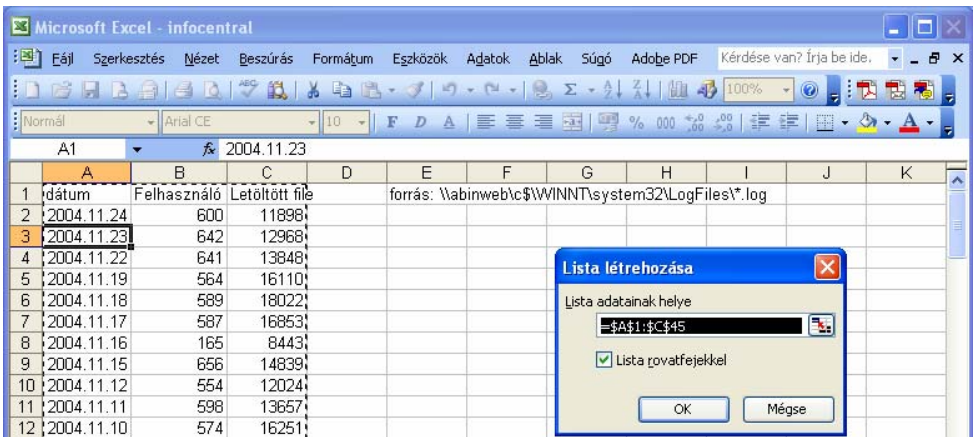 Microsoft Excel - infocentral
Fájl Szerkesztés Nézet Beszúrás Formátum Eszközök Adatok Ablak Súgó Adobe PDF Kérdése van? Írja be ide.
100%
Normál Arial CE 10 F D A % 000
A1 fx 2004.11.23
A B C D E F G H I J K
1 dátum Felhasználó Letöltött file forrás: \\abinweb\c$\WINNT\system32\LogFiles\*.log
2 2004.11.24 600 11898
3 2004.11.23 642 12968
4 2004.11.22 641 13848
5 2004.11.19 564 16110
6 2004.11.18 589 18022
7 2004.11.17 587 16853
8 2004.11.16 165 8443
9 2004.11.15 656 14839
10 2004.11.12 554 12024
11 2004.11.11 598 13657
12 2004.11.10 574 16251
Lista létrehozása
Lista adatainak helye
=$A$1:$C$45
Lista rovatfejekkel
OK Mégse